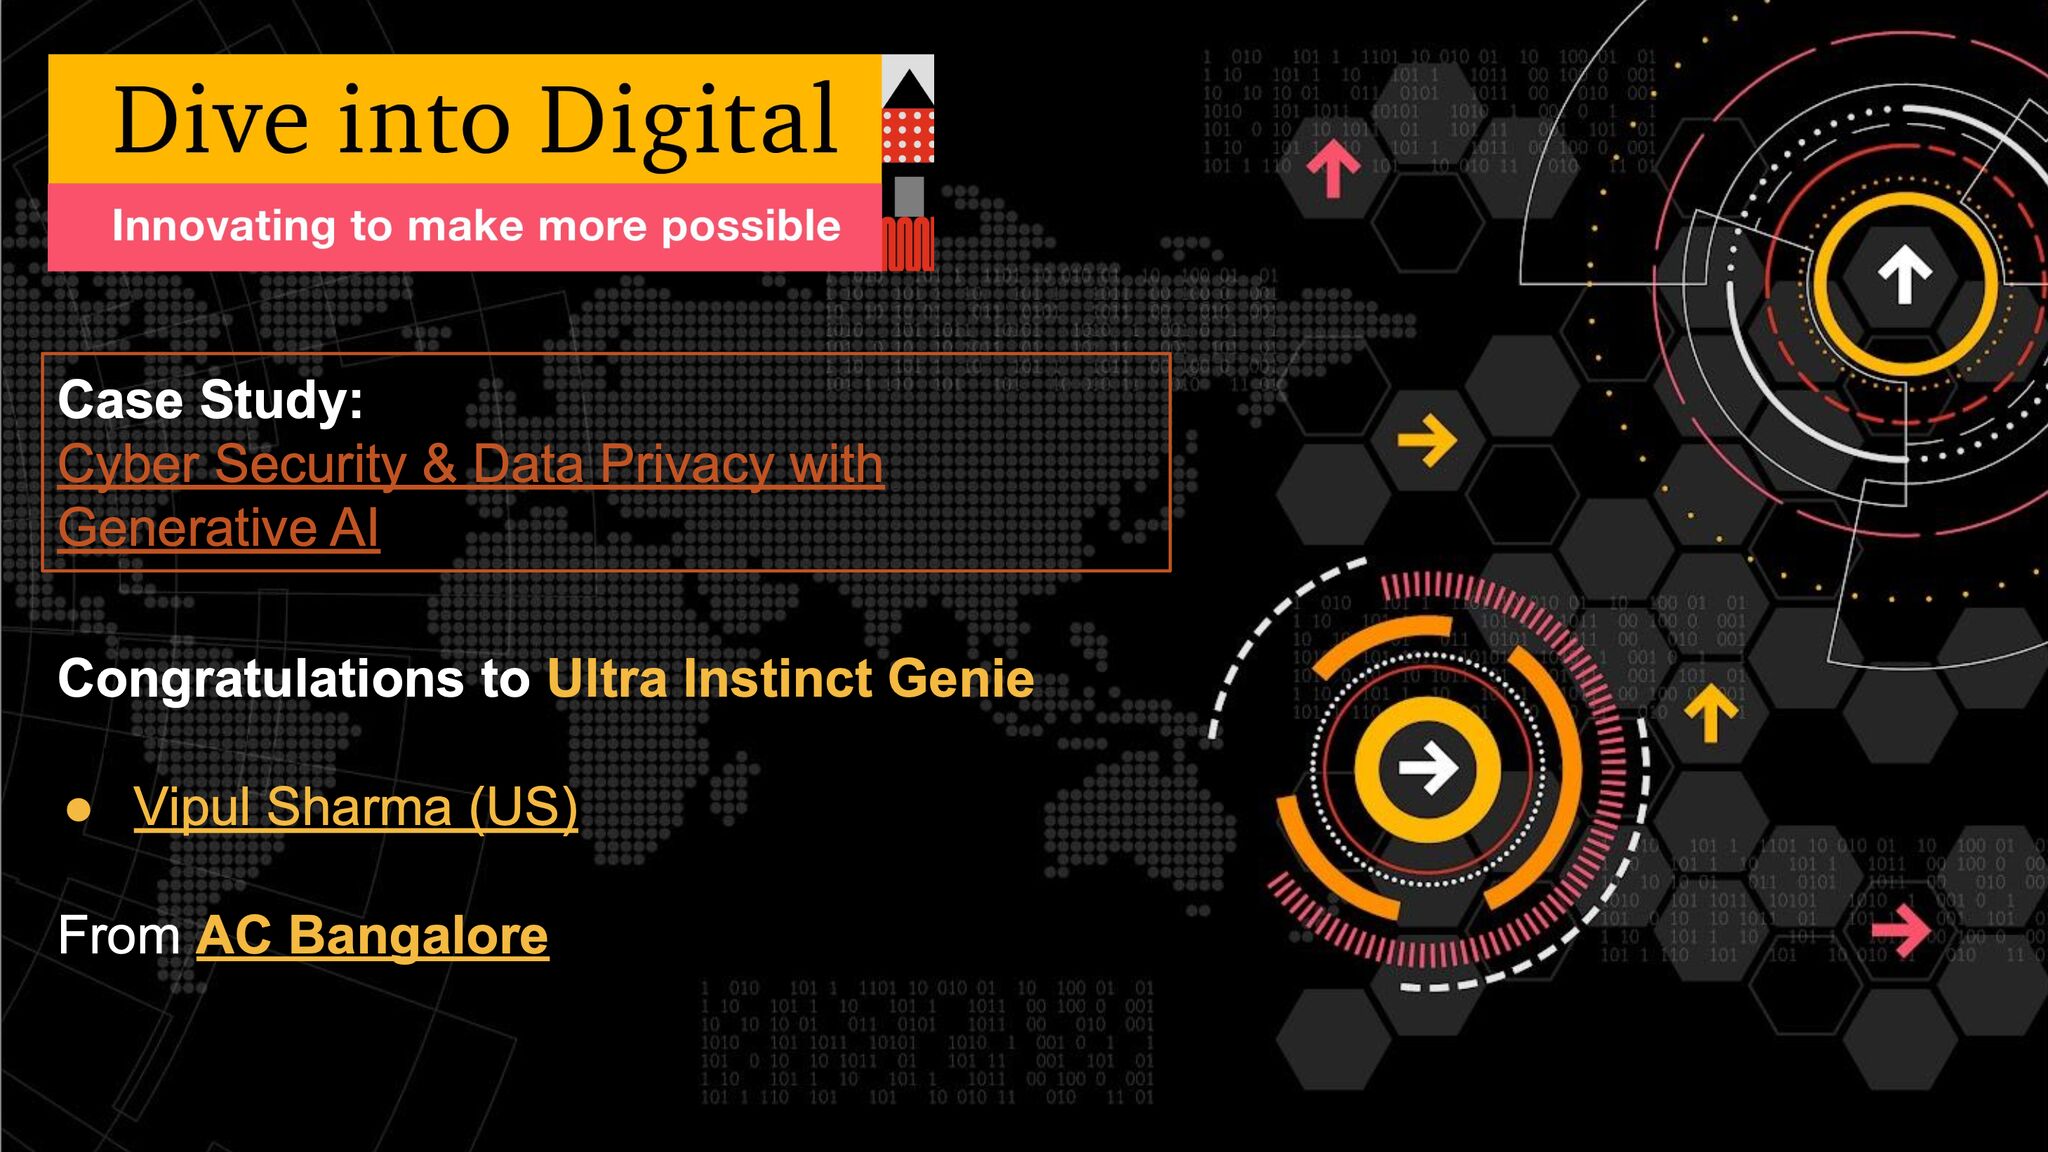 Dive into Digital
Innovating to make more possible
Case Study:
Cyber Security & Data Privacy with
Generative AI
Congratulations to Ultra Instinct Genie
● Vipul Sharma (US)
From AC Bangalore